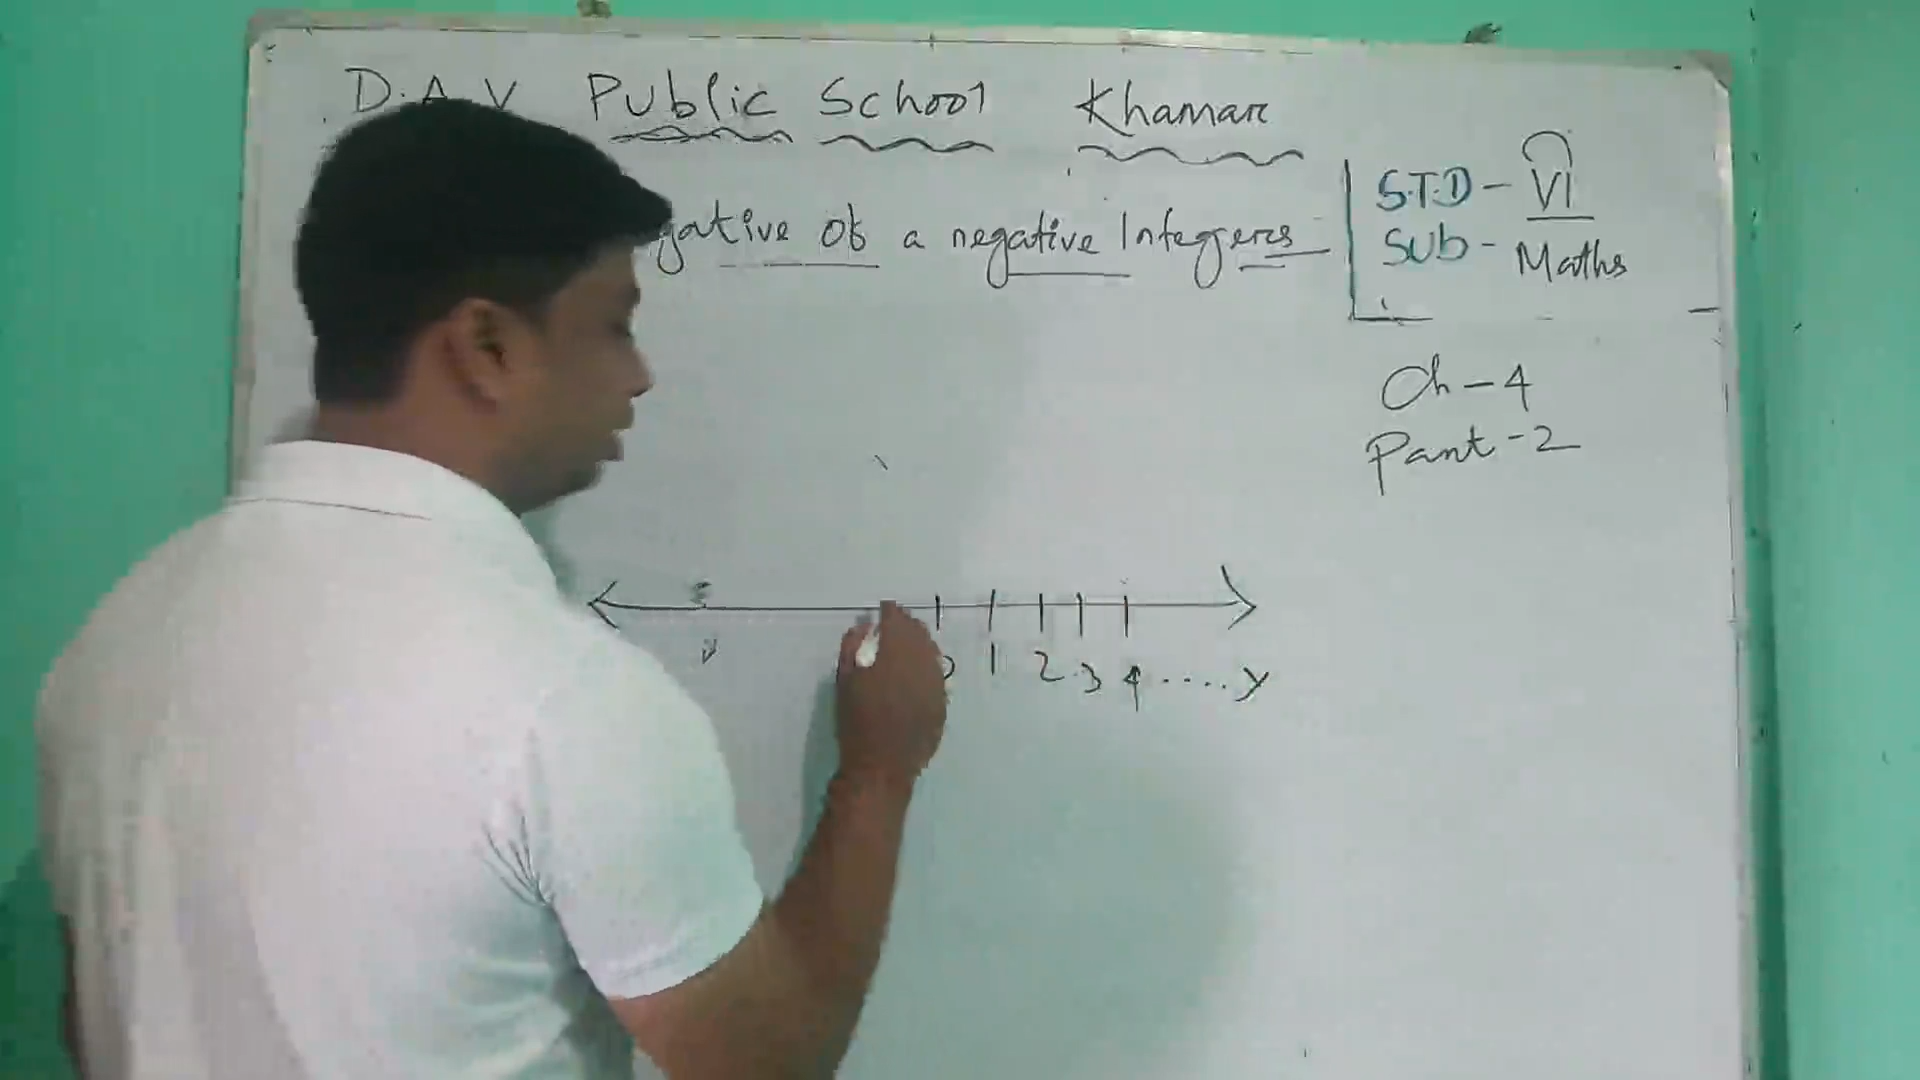 D.A.V Public School Khamar
gative of a negative Integers
STD - VI
Sub - Maths
Ch - 4
Part - 2
0 1 2 3 4 ..... y